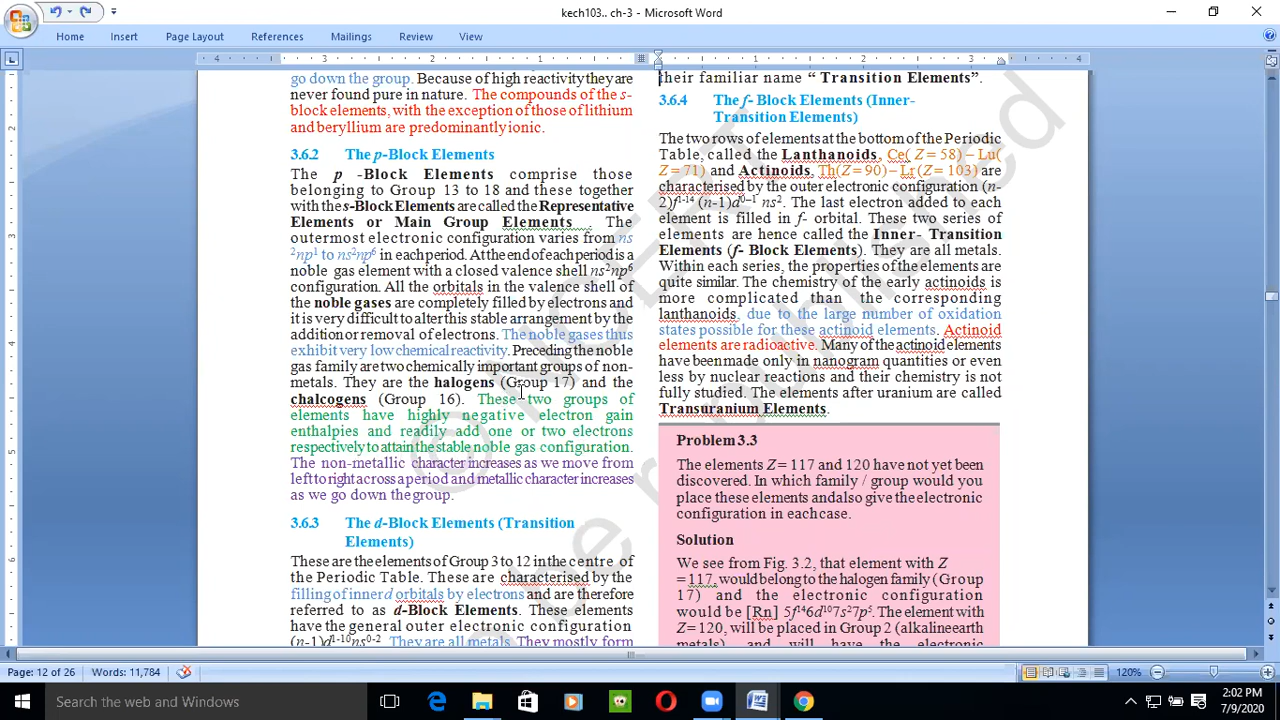 kech103.. ch-3 - Microsoft Word
Home Insert Page Layout References Mailings Review View
go down the group. Because of high reactivity they are
never found pure in nature. The compounds of the s-
block elements, with the exception of those of lithium
and beryllium are predominantly ionic.
3.6.2 The p-Block Elements
The p -Block Elements comprise those
belonging to Group 13 to 18 and these together
with the s-Block Elements are called the Representative
Elements or Main Group Elements . The
outermost electronic configuration varies from ns
²np¹ to ns²np⁶ in each period. At the end of each period is a
noble gas element with a closed valence shell ns²np⁶
configuration. All the orbitals in the valence shell of
the noble gases are completely filled by electrons and
it is very difficult to alter this stable arrangement by the
addition or removal of electrons. The noble gases thus
exhibit very low chemical reactivity. Preceding the noble
gas family are two chemically important groups of non-
metals. They are the halogens (Group 17) and the
chalcogens (Group 16). These two groups of
elements have highly negative electron gain
enthalpies and readily add one or two electrons
respectively to attain the stable noble gas configuration.
The non-metallic character increases as we move from
left to right across a period and metallic character increases
as we go down the group.
3.6.3 The d-Block Elements (Transition
Elements)
These are the elements of Group 3 to 12 in the centre of
the Periodic Table. These are characterised by the
filling of inner d orbitals by electrons and are therefore
referred to as d-Block Elements. These elements
have the general outer electronic configuration
(n-1)d¹⁻¹⁰ns⁰⁻². They are all metals. They mostly form
their familiar name “ Transition Elements”.
3.6.4 The f- Block Elements (Inner-
Transition Elements)
The two rows of elements at the bottom of the Periodic
Table, called the Lanthanoids, Ce( Z = 58) – Lu(
Z = 71) and Actinoids, Th(Z = 90) – Lr (Z = 103) are
characterised by the outer electronic configuration (n-
2)f¹⁻¹⁴ (n-1)d⁰⁻¹ ns². The last electron added to each
element is filled in f- orbital. These two series of
elements are hence called the Inner- Transition
Elements (f- Block Elements). They are all metals.
Within each series, the properties of the elements are
quite similar. The chemistry of the early actinoids is
more complicated than the corresponding
lanthanoids, due to the large number of oxidation
states possible for these actinoid elements. Actinoid
elements are radioactive. Many of the actinoid elements
have been made only in nanogram quantities or even
less by nuclear reactions and their chemistry is not
fully studied. The elements after uranium are called
Transuranium Elements.
Problem 3.3
The elements Z = 117 and 120 have not yet been
discovered. In which family / group would you
place these elements and also give the electronic
configuration in each case.
Solution
We see from Fig. 3.2, that element with Z
= 117, would belong to the halogen family (Group
17) and the electronic configuration
would be [Rn] 5f¹⁴6d¹⁰7s²7p⁵. The element with
Z = 120, will be placed in Group 2 (alkaline earth
metals), and will have the electronic
© NCERT
Page: 12 of 26 Words: 11,784 120%
Search the web and Windows
2:02 PM
7/9/2020